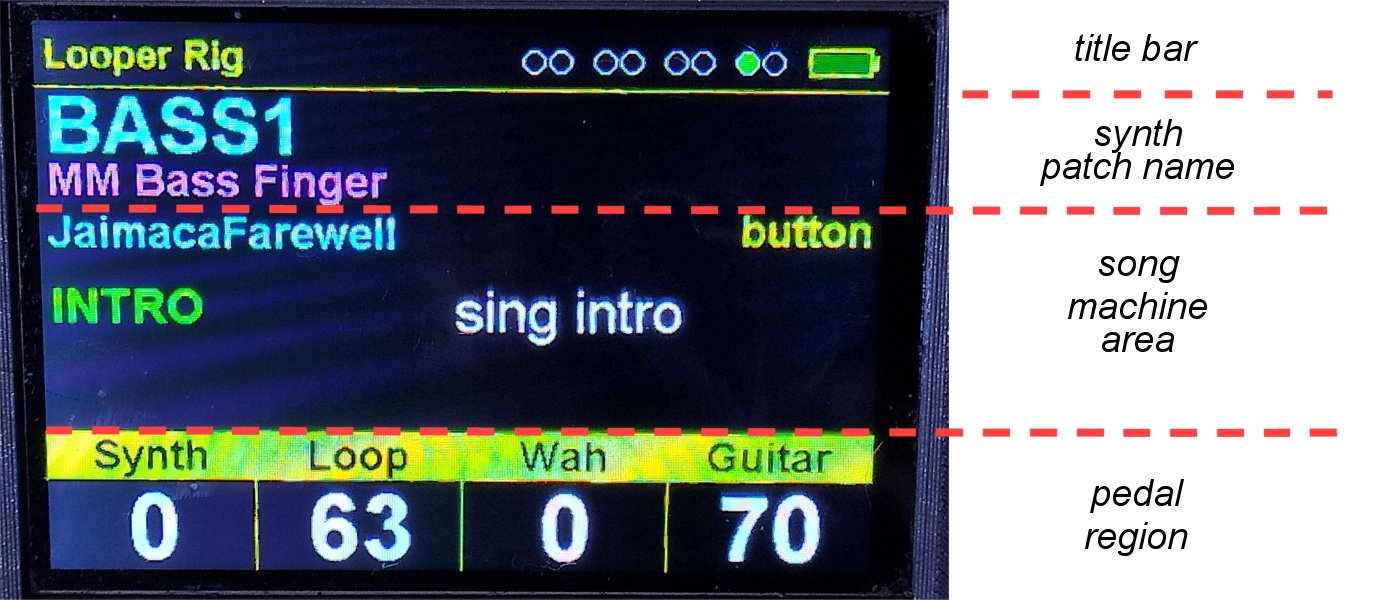 Looper Rig
title bar
BASS1
synth
patch name
MM Bass Finger
JaimacaFarewell
button
song
machine
area
INTRO
sing intro
Synth Loop Wah Guitar
0 63 0 70
pedal
region